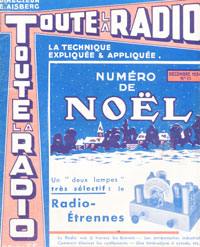 DIRECTEUR
E. AISBERG
TOUTE LA RADIO
TOUTE LA RADIO
LA TECHNIQUE
EXPLIQUÉE & APPLIQUÉE.
DÉCEMBRE
NUMÉRO
DE
NOËL
Un "deux lampes"
très sélectif : le
Radio-
Étrennes